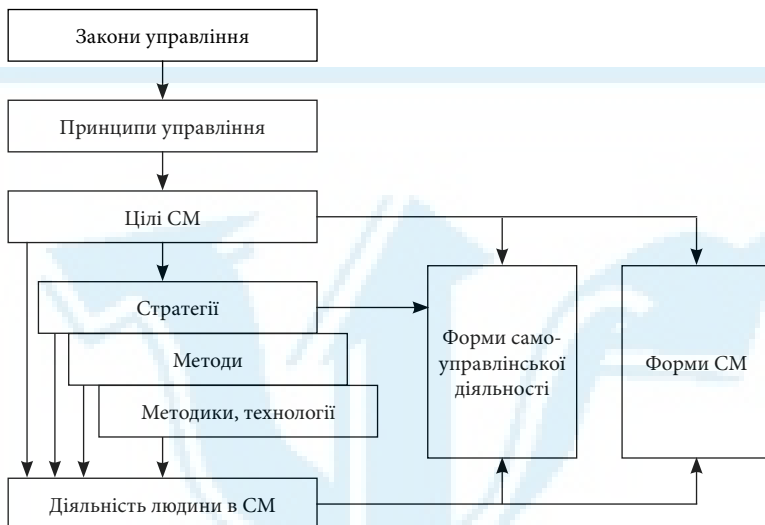 Закони управління
Принципи управління
Цілі СМ
Стратегії
Методи
Методики, технології
Діяльність людини в СМ
Форми само-
управлінської
діяльності
Форми СМ